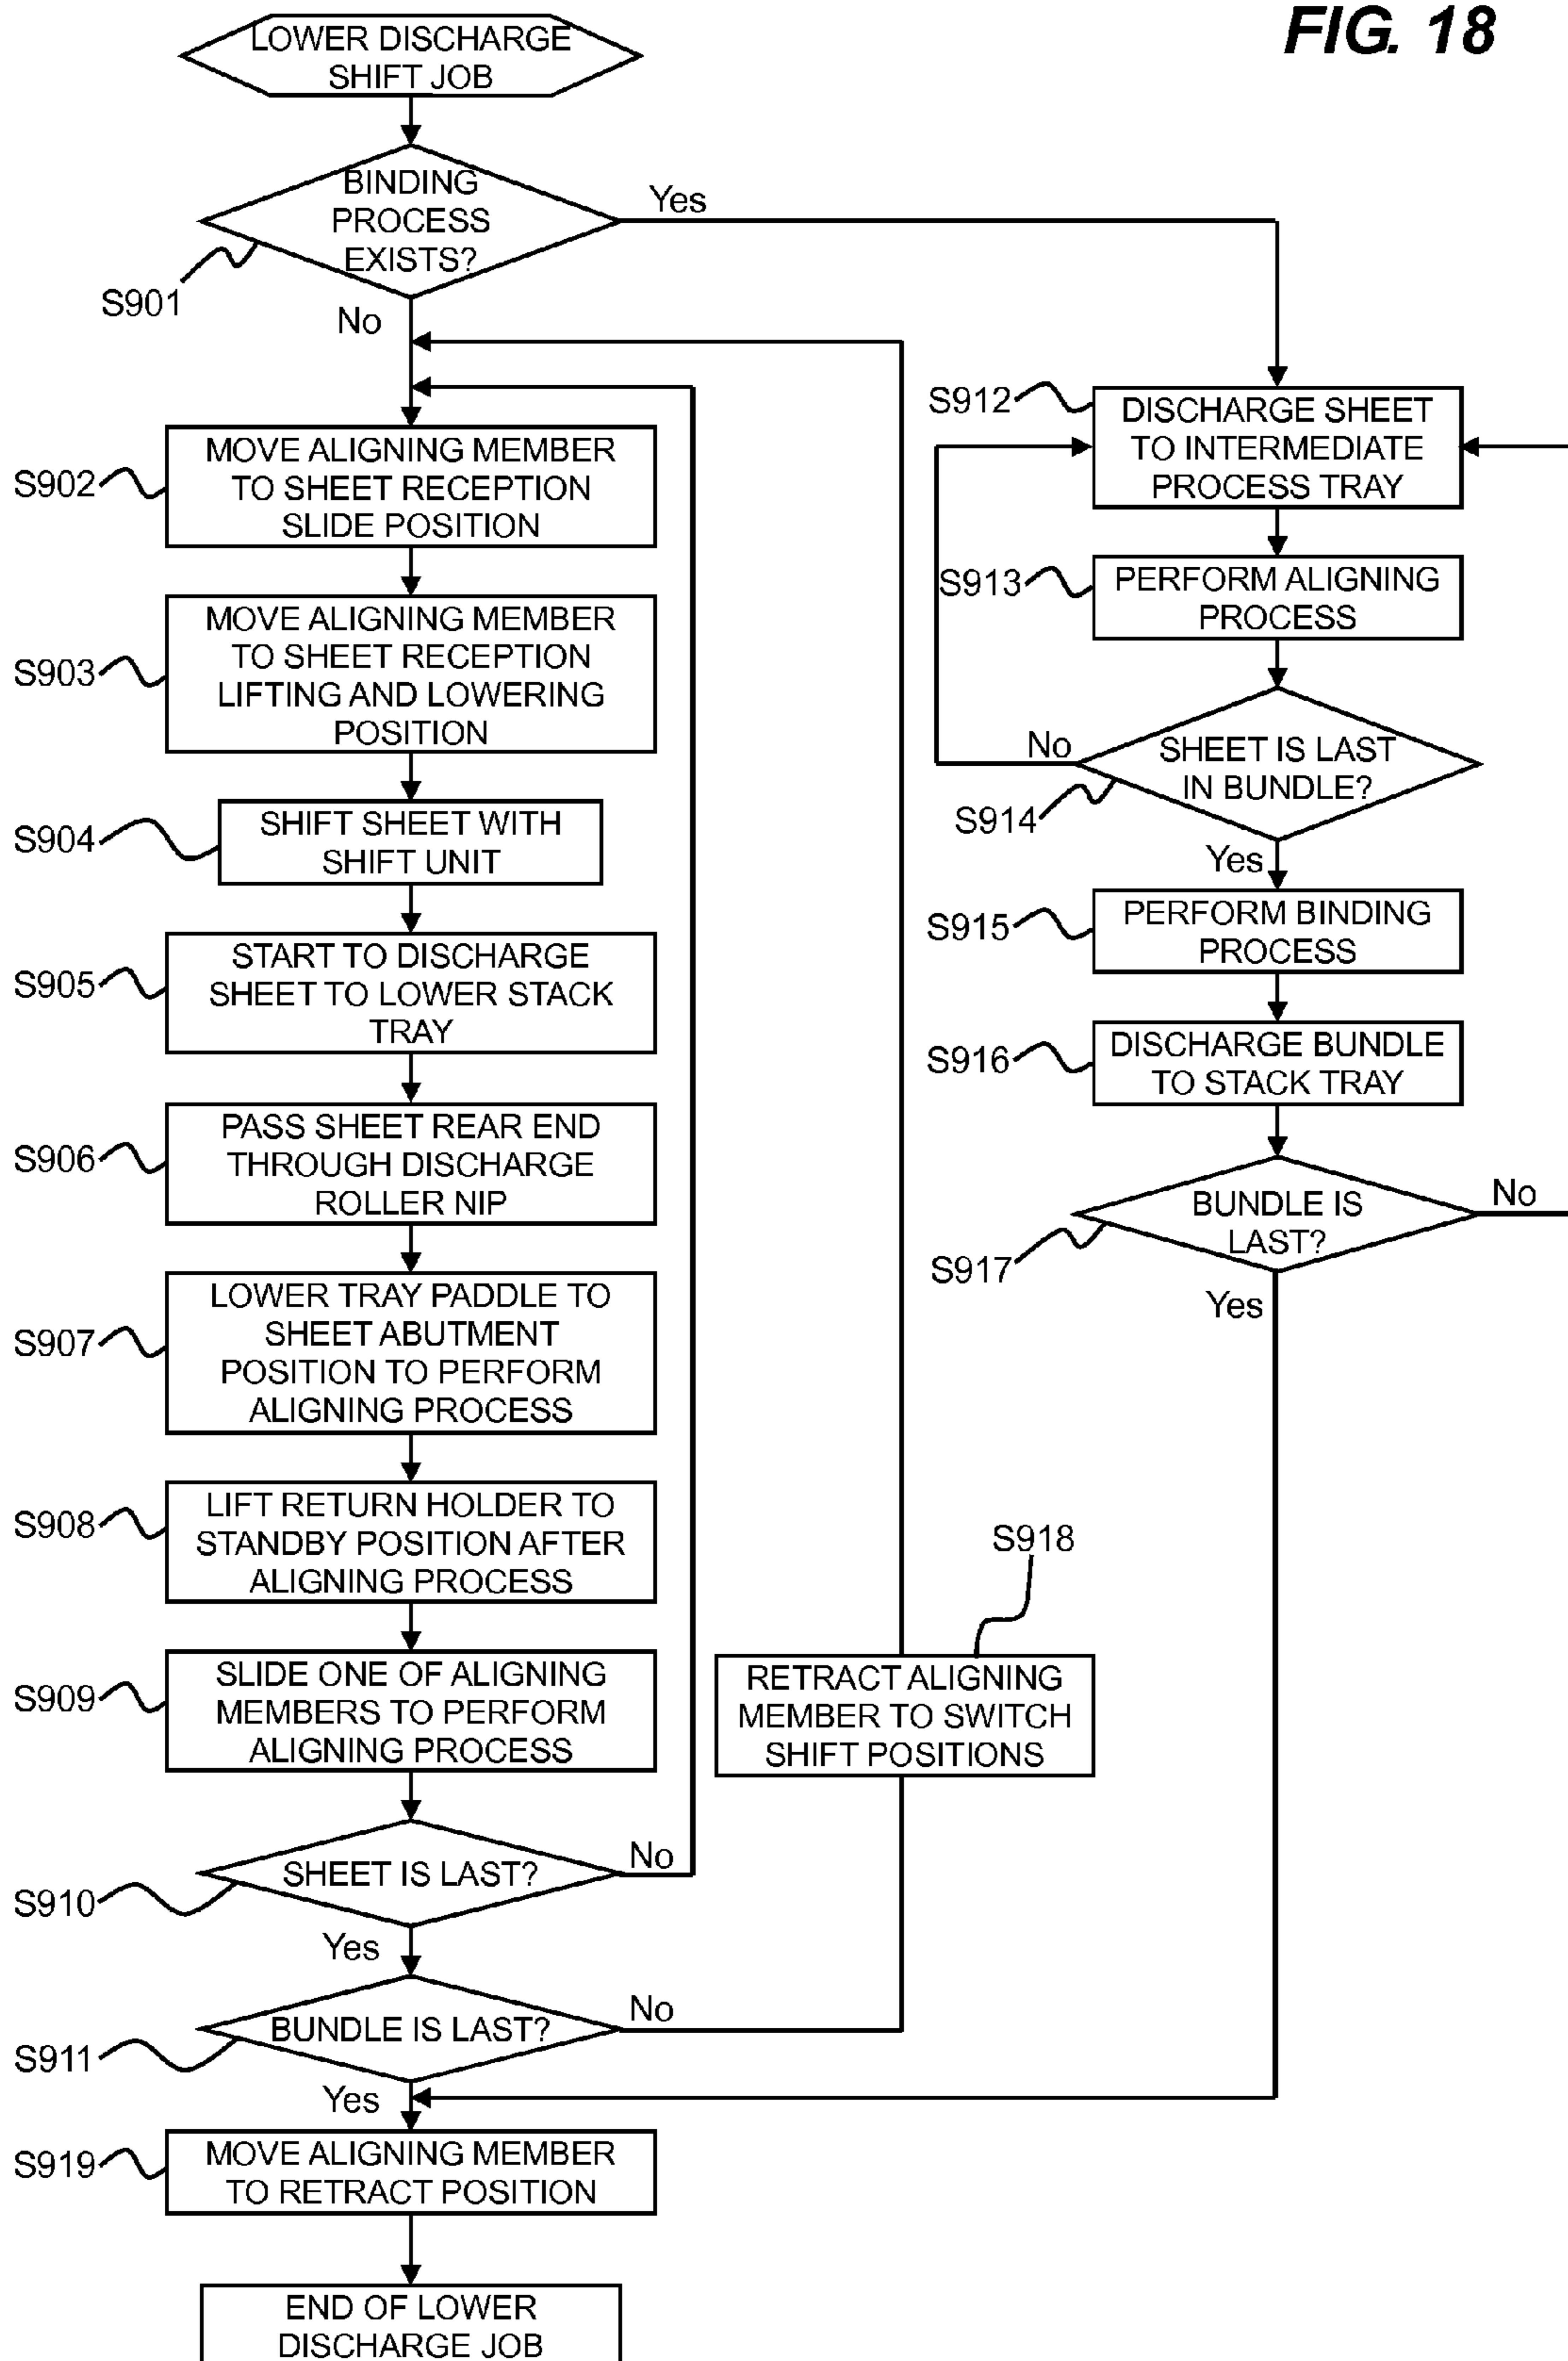 FIG. 18
LOWER DISCHARGE
SHIFT JOB
BINDING
PROCESS
EXISTS?
Yes
S901
No
S902
MOVE ALIGNING MEMBER
TO SHEET RECEPTION
SLIDE POSITION
S903
MOVE ALIGNING MEMBER
TO SHEET RECEPTION
LIFTING AND LOWERING
POSITION
S904
SHIFT SHEET WITH
SHIFT UNIT
S905
START TO DISCHARGE
SHEET TO LOWER STACK
TRAY
S906
PASS SHEET REAR END
THROUGH DISCHARGE
ROLLER NIP
S907
LOWER TRAY PADDLE TO
SHEET ABUTMENT
POSITION TO PERFORM
ALIGNING PROCESS
S908
LIFT RETURN HOLDER TO
STANDBY POSITION AFTER
ALIGNING PROCESS
S909
SLIDE ONE OF ALIGNING
MEMBERS TO PERFORM
ALIGNING PROCESS
SHEET IS LAST?
No
S910
Yes
BUNDLE IS LAST?
No
S911
Yes
S912
DISCHARGE SHEET
TO INTERMEDIATE
PROCESS TRAY
S913
PERFORM ALIGNING
PROCESS
No
SHEET IS LAST
IN BUNDLE?
S914
Yes
S915
PERFORM BINDING
PROCESS
S916
DISCHARGE BUNDLE
TO STACK TRAY
BUNDLE IS
LAST?
No
S917
Yes
S918
RETRACT ALIGNING
MEMBER TO SWITCH
SHIFT POSITIONS
S919
MOVE ALIGNING MEMBER
TO RETRACT POSITION
END OF LOWER
DISCHARGE JOB